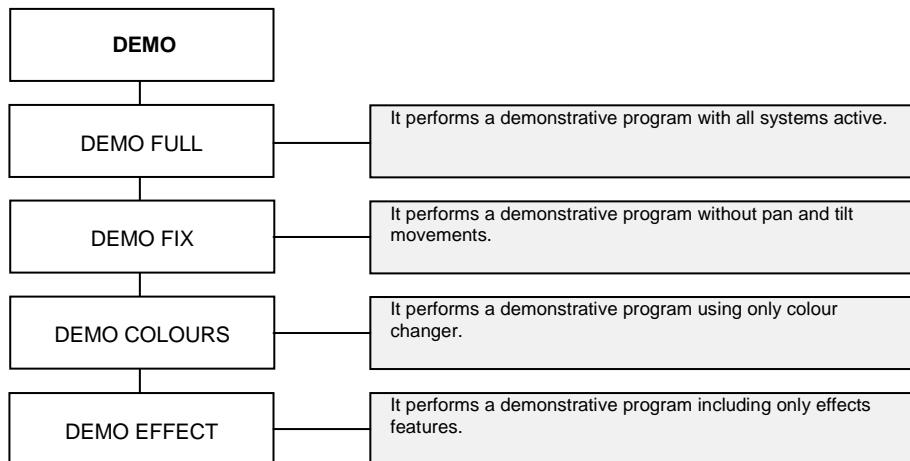 DEMO
DEMO FULL
It performs a demonstrative program with all systems active.
DEMO FIX
It performs a demonstrative program without pan and tilt
movements.
DEMO COLOURS
It performs a demonstrative program using only colour
changer.
DEMO EFFECT
It performs a demonstrative program including only effects
features.